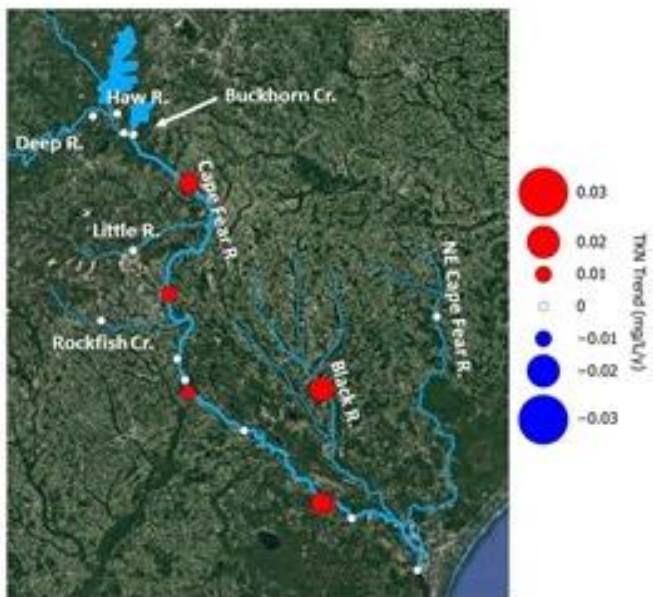 Haw R.
Buckhorn Cr.
Deep R.
Cape Fear R.
Little R.
NE Cape Fear R.
Rockfish Cr.
Black R.
0.03
0.02
0.01
0
−0.01
−0.02
−0.03
TKN Trend (mg/L/y)